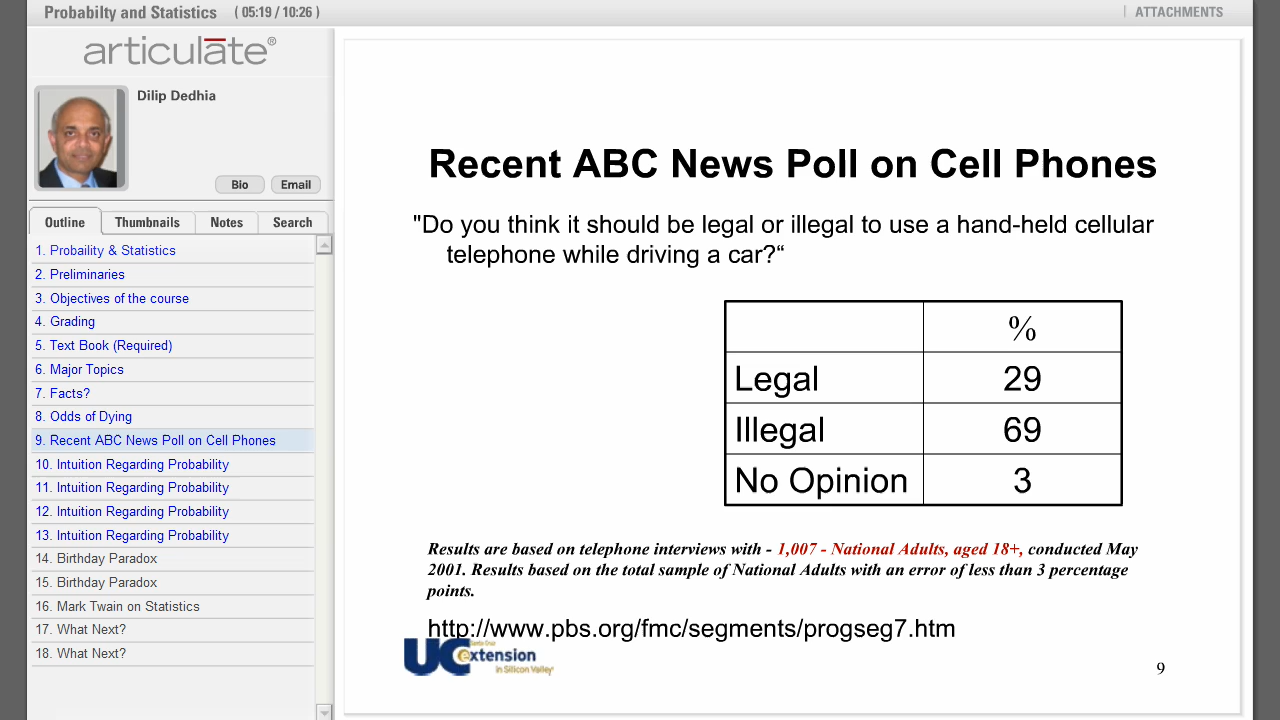 Probabilty and Statistics ( 05:19 / 10:26 )
ATTACHMENTS
articulate®
Dilip Dedhia
Bio Email
Outline Thumbnails Notes Search
1. Probaility & Statistics
2. Preliminaries
3. Objectives of the course
4. Grading
5. Text Book (Required)
6. Major Topics
7. Facts?
8. Odds of Dying
9. Recent ABC News Poll on Cell Phones
10. Intuition Regarding Probability
11. Intuition Regarding Probability
12. Intuition Regarding Probability
13. Intuition Regarding Probability
14. Birthday Paradox
15. Birthday Paradox
16. Mark Twain on Statistics
17. What Next?
18. What Next?
Recent ABC News Poll on Cell Phones
"Do you think it should be legal or illegal to use a hand-held cellular
telephone while driving a car?“
%
Legal 29
Illegal 69
No Opinion 3
Results are based on telephone interviews with - 1,007 - National Adults, aged 18+, conducted May
2001. Results based on the total sample of National Adults with an error of less than 3 percentage
points.
http://www.pbs.org/fmc/segments/progseg7.htm
UC Santa Cruz
extension
in Silicon Valley
9